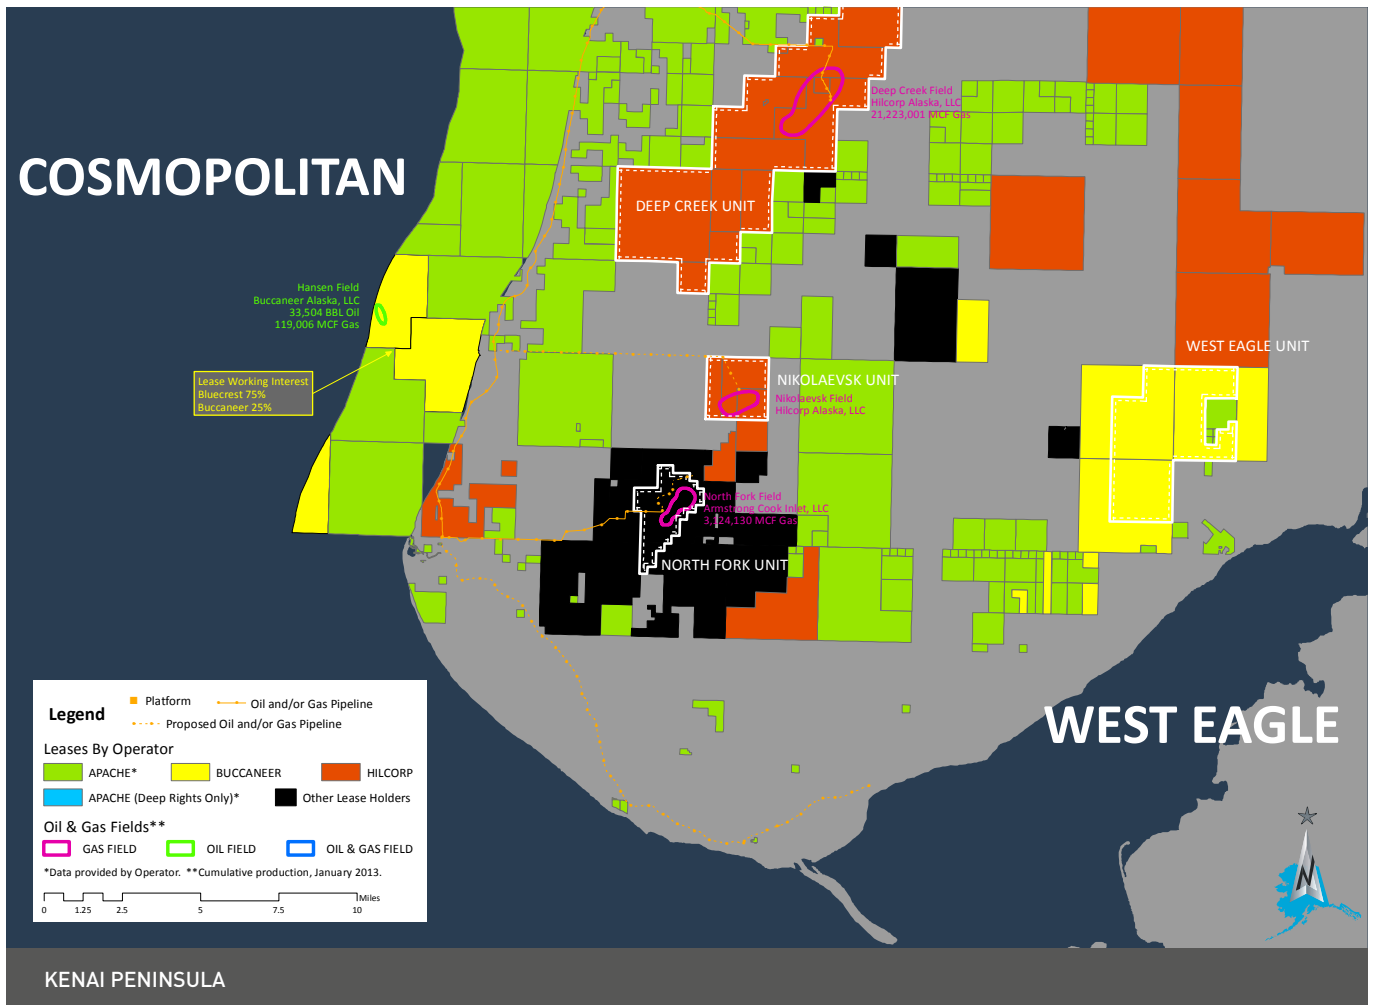 Deep Creek Field
Hilcorp Alaska, LLC
21,223,001 MCF Gas
COSMOPOLITAN
DEEP CREEK UNIT
Hansen Field
Buccaneer Alaska, LLC
33,504 BBL Oil
119,006 MCF Gas
WEST EAGLE UNIT
Lease Working Interest
Bluecrest 75%
Buccaneer 25%
NIKOLAEVSK UNIT
Nikolaevsk Field
Hilcorp Alaska, LLC
North Fork Field
Armstrong Cook Inlet, LLC
3,124,130 MCF Gas
NORTH FORK UNIT
WEST EAGLE
Legend
Platform
Oil and/or Gas Pipeline
Proposed Oil and/or Gas Pipeline
Leases By Operator
APACHE*
BUCCANEER
HILCORP
APACHE (Deep Rights Only)*
Other Lease Holders
Oil & Gas Fields**
GAS FIELD
OIL FIELD
OIL & GAS FIELD
*Data provided by Operator. **Cumulative production, January 2013.
Miles
0 1.25 2.5 5 7.5 10
N
KENAI PENINSULA